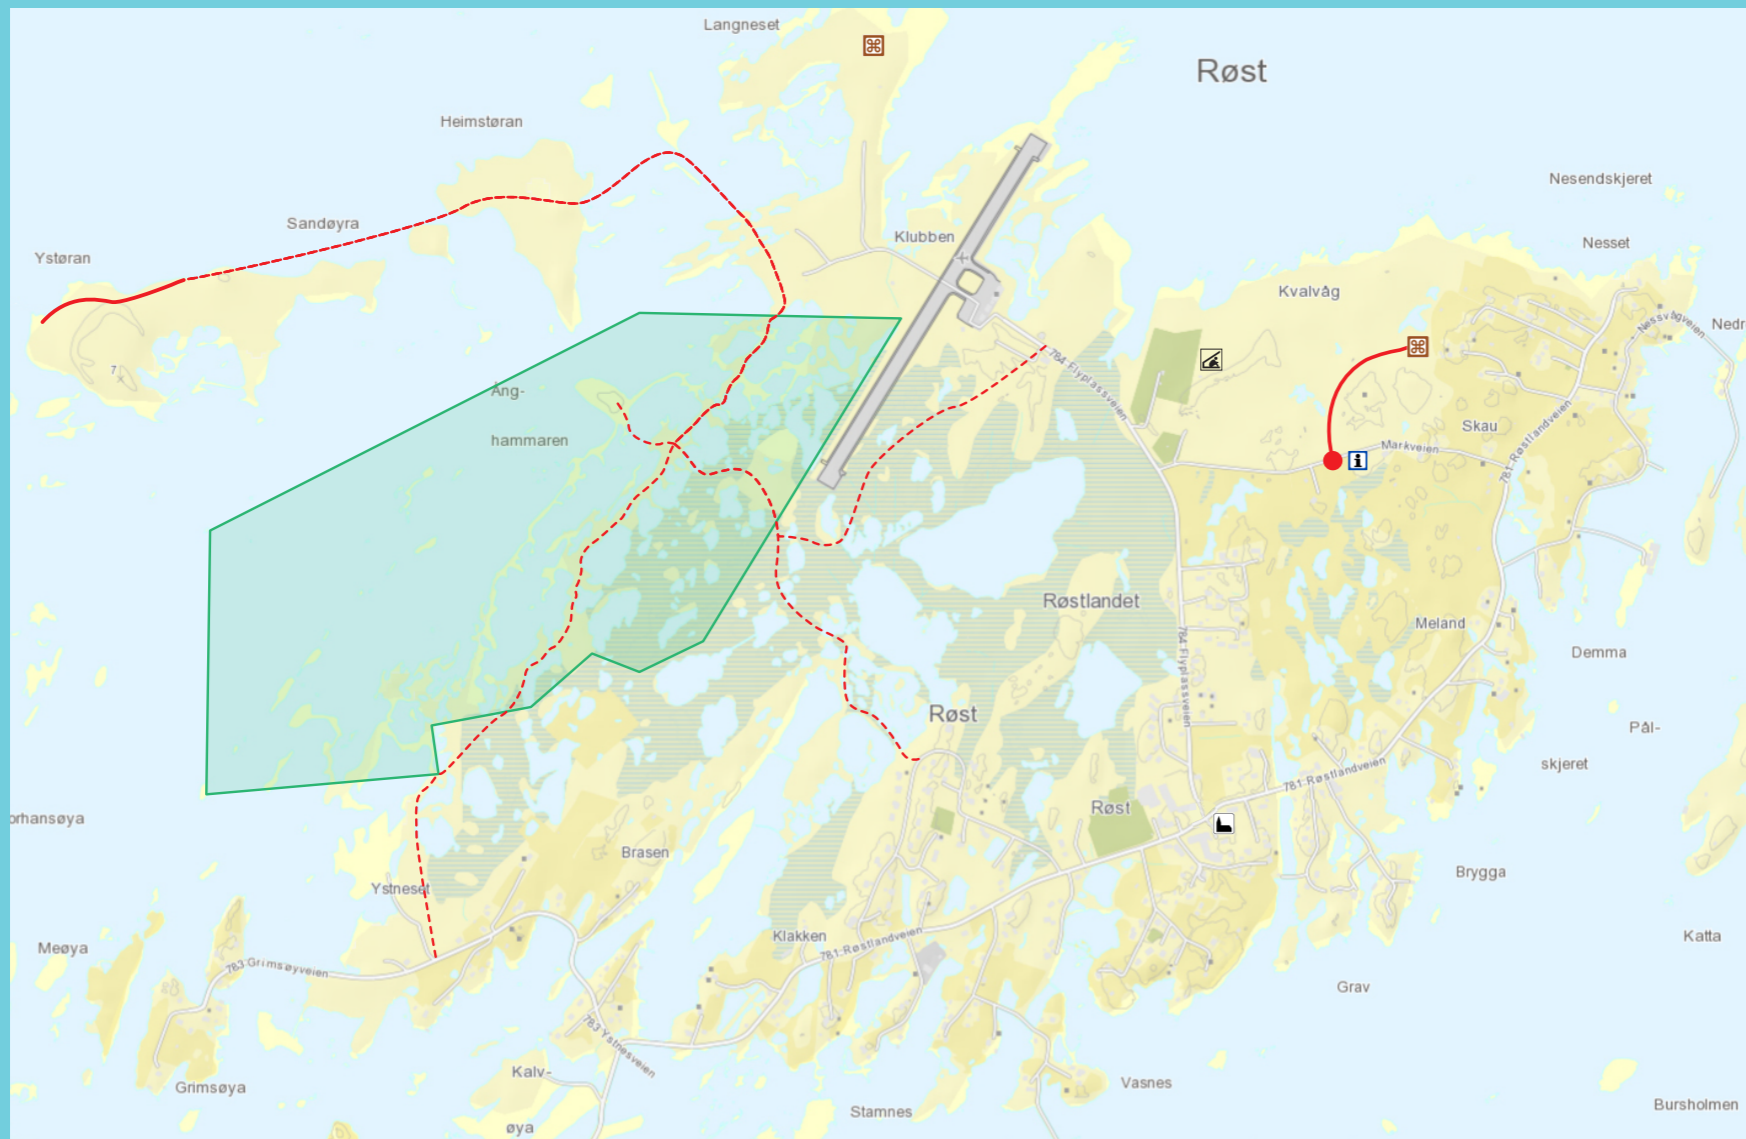 Langneset
Røst
Heimstøran
Nesendskjeret
Sandøyra
Klubben
Nesset
Ystøran
Kvalvåg
Nessvågveien
Nedr
784 Flyplassveien
7
Ang-
hammaren
Skau
Markveien
781 Røstlandveien
i
Røstlandet
Meland
Demma
784 Flyplassveien
Røst
Pål-
skjeret
781 Røstlandveien
Røst
orhansøya
Brasen
Brygga
Ystneset
Klakken
781 Røstlandveien
Katta
Meøya
783 Grimsøyveien
Grav
783 Ystnesveien
Kalv-
øya
Grimsøya
Vasnes
Stamnes
Bursholmen